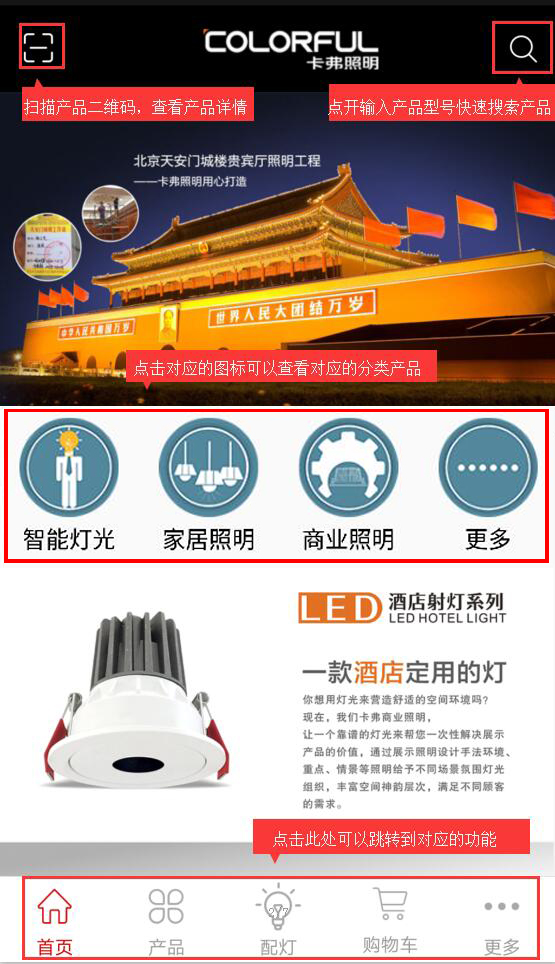 COLORFUL
卡弗照明
扫描产品二维码，查看产品详情
点开输入产品型号快速搜索产品
北京天安门城楼贵宾厅照明工程
——卡弗照明用心打造
中华人民共和国万岁
世界人民大团结万岁
点击对应的图标可以查看对应的分类产品
智能灯光
家居照明
商业照明
更多
LED 酒店射灯系列
LED HOTEL LIGHT
一款酒店定用的灯
你想用灯光来营造舒适的空间环境吗?
现在，我们卡弗商业照明，
让一个靠谱的灯光来帮您一次性解决展示
产品的价值，通过展示照明设计手法环境、
重点、情景等照明给予不同场景氛围灯光
组织，丰富空间神韵层次，满足不同顾客
的需求。
点击此处可以跳转到对应的功能
首页
产品
2\7
配灯
购物车
更多